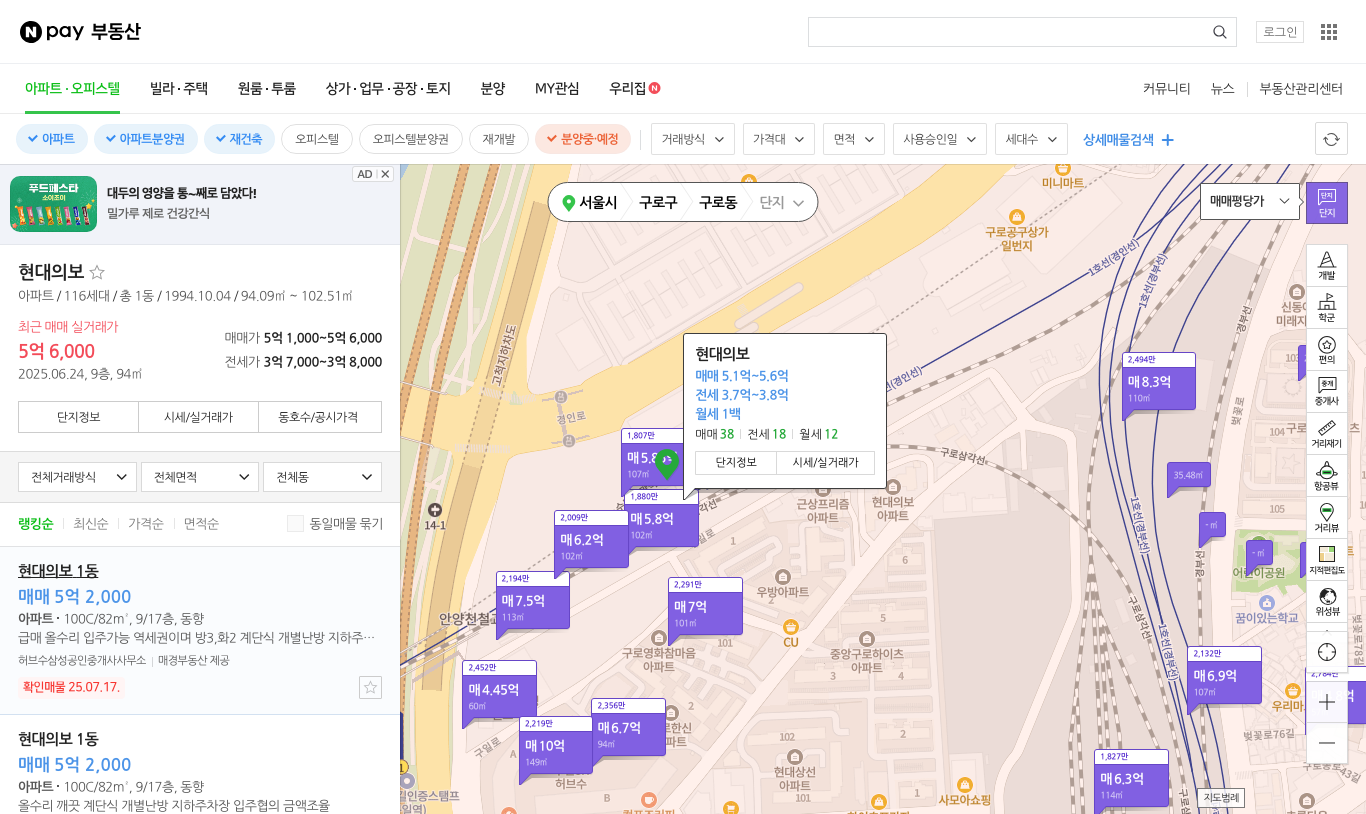 N pay 부동산
로그인
아파트 · 오피스텔 빌라 · 주택 원룸 · 투룸 상가 · 업무 · 공장 · 토지 분양 MY관심 우리집 N
커뮤니티 뉴스 부동산관리센터
아파트 아파트분양권 재건축 오피스텔 오피스텔분양권 재개발 분양중·예정
거래방식 가격대 면적 사용승인일 세대수 상세매물검색
AD
푸드페스타
소이조이
대두의 영양을 통~째로 담았다!
밀가루 제로 건강간식
현대의보
아파트 / 116세대 / 총 1동 / 1994.10.04 / 94.09㎡ ~ 102.51㎡
최근 매매 실거래가
5억 6,000
2025.06.24, 9층, 94㎡
매매가 5억 1,000~5억 6,000
전세가 3억 7,000~3억 8,000
단지정보 시세/실거래가 동호수/공시가격
전체거래방식 전체면적 전체동
랭킹순 최신순 가격순 면적순 동일매물 묶기
현대의보 1동
매매 5억 2,000
아파트 · 100C/82㎡, 9/17층, 동향
급매 올수리 입주가능 역세권이며 방3,화2 계단식 개별난방 지하주···
허브수삼성공인중개사사무소 매경부동산 제공
확인매물 25.07.17.
현대의보 1동
매매 5억 2,000
아파트 · 100C/82㎡, 9/17층, 동향
올수리 깨끗 계단식 개별난방 지하주차장 입주협의 금액조율
서울시 구로구 구로동 단지
매매평당가
단지
단지
개발
학군
편의
중개
중개사
거리재기
항공뷰
거리뷰
지적편집도
위성뷰
지도범례
현대의보
매매 5.1억~5.6억
전세 3.7억~3.8억
월세 1백
매매 38 전세 18 월세 12
단지정보 시세/실거래가
미니마트.
구로공구상가
일번지
1호선(경인선)
1호선(경부선)
경부선
고척지하차도
경인로
구로삼각선
벚꽃로
14-1
2,494만
매 8.3억
110㎡
1,807만
107㎡
1,880만
매 5.8억
102㎡
2,009만
매 6.2억
102㎡
2,194만
매 7.5억
113㎡
2,291만
매 7억
101㎡
2,452만
매 4.45억
60㎡
2,219만
매 10억
149㎡
2,356만
매 6.7억
94㎡
2,132만
매 6.9억
107㎡
1,827만
매 6.3억
114㎡
35.48㎡
- ㎡
- ㎡
근상프리즘
아파트
현대의보
아파트
우방아파트
구로영화참마음
아파트
CU
중앙구로하이츠
아파트
현대상선
아파트
사모아쇼핑
허브수
구일로
꿈이있는학교
벚꽃로76길
1호선(경부선)
구로삼각선
103
104
105
101
102
101
1
6
5
3
4
2
2
1
A
B